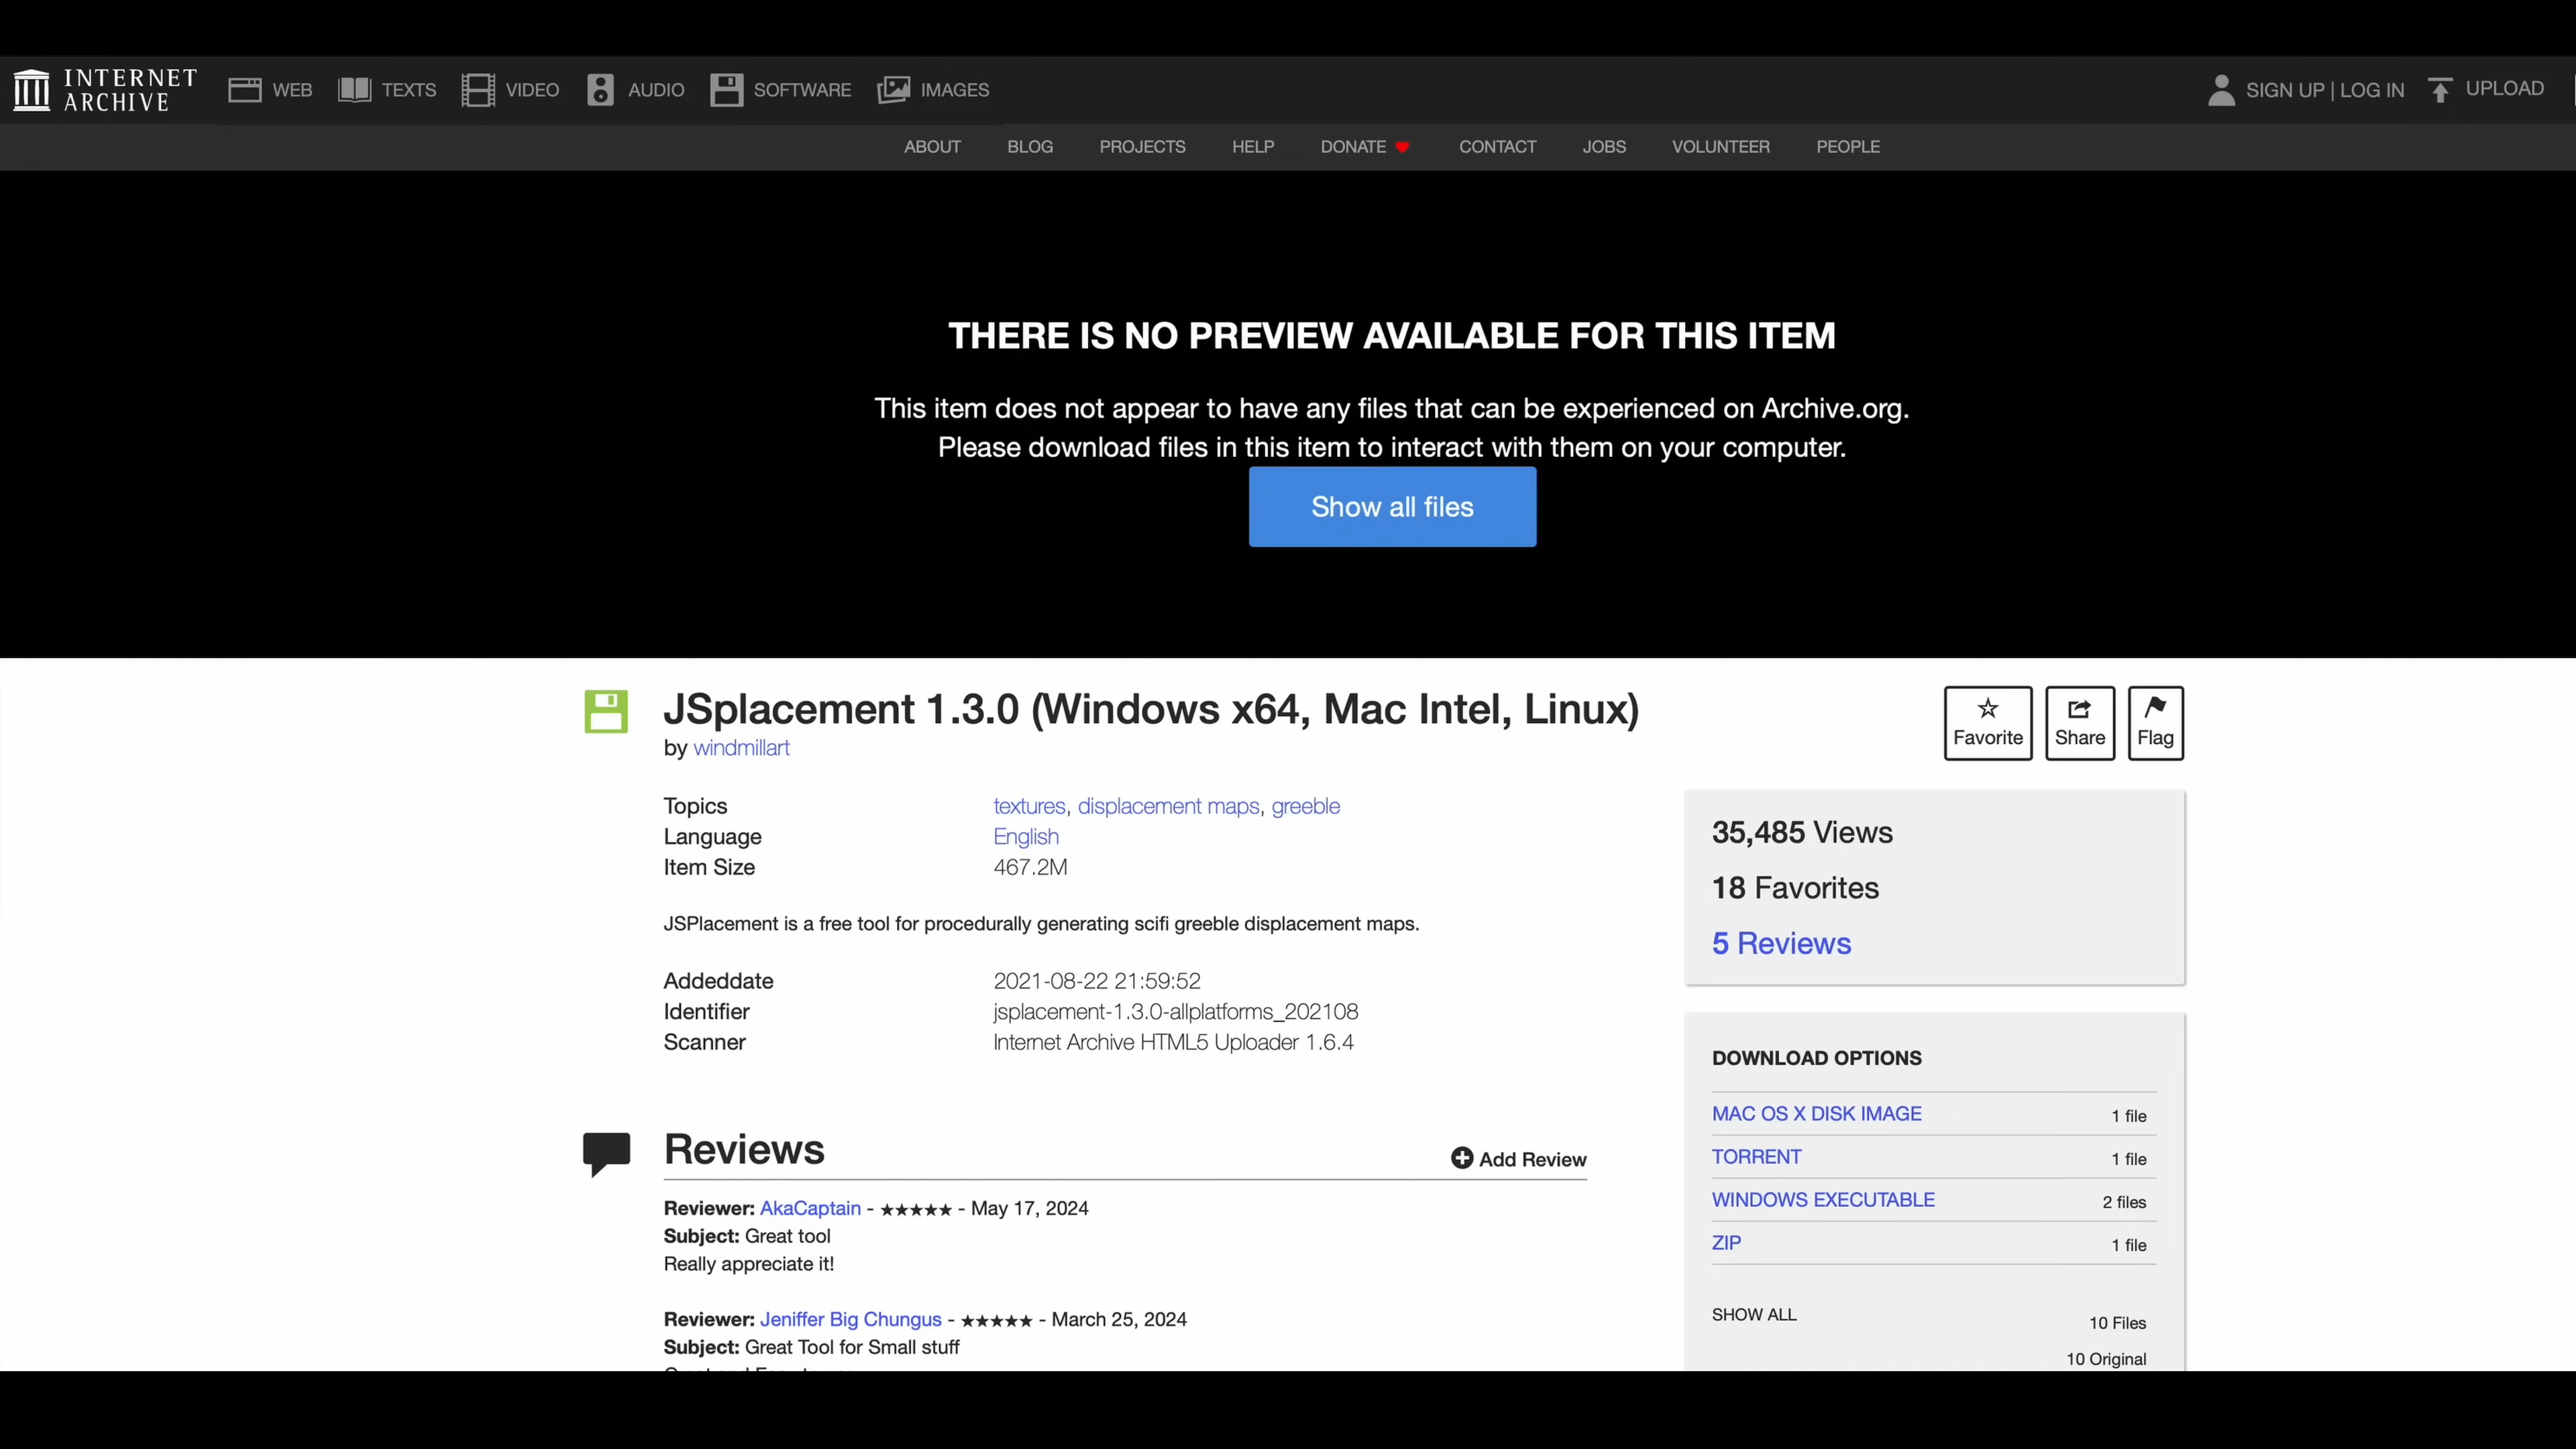 INTERNET
ARCHIVE
WEB
TEXTS
VIDEO
AUDIO
SOFTWARE
IMAGES
SIGN UP | LOG IN
UPLOAD
ABOUT
BLOG
PROJECTS
HELP
DONATE
CONTACT
JOBS
VOLUNTEER
PEOPLE
THERE IS NO PREVIEW AVAILABLE FOR THIS ITEM
This item does not appear to have any files that can be experienced on Archive.org.
Please download files in this item to interact with them on your computer.
Show all files
JSplacement 1.3.0 (Windows x64, Mac Intel, Linux)
by windmillart
Favorite
Share
Flag
Topics textures, displacement maps, greeble
Language English
Item Size 467.2M
JSPlacement is a free tool for procedurally generating scifi greeble displacement maps.
Addeddate 2021-08-22 21:59:52
Identifier jsplacement-1.3.0-allplatforms_202108
Scanner Internet Archive HTML5 Uploader 1.6.4
35,485 Views
18 Favorites
5 Reviews
DOWNLOAD OPTIONS
MAC OS X DISK IMAGE 1 file
TORRENT 1 file
WINDOWS EXECUTABLE 2 files
ZIP 1 file
SHOW ALL 10 Files
10 Original
Reviews
Add Review
Reviewer: AkaCaptain - ★★★★★ - May 17, 2024
Subject: Great tool
Really appreciate it!
Reviewer: Jeniffer Big Chungus - ★★★★★ - March 25, 2024
Subject: Great Tool for Small stuff